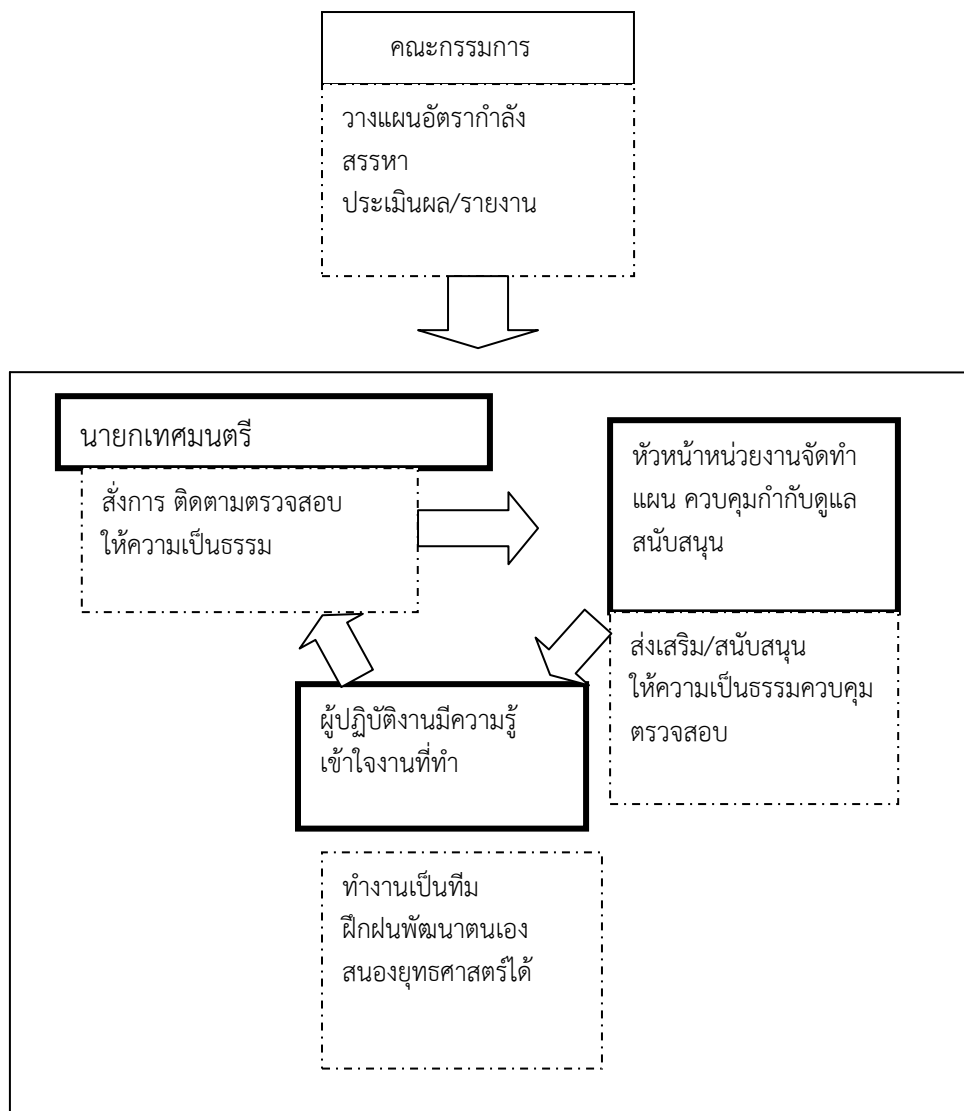 คณะกรรมการ
วางแผนอัตรากำลัง
สรรหา
ประเมินผล/รายงาน
นายกเทศมนตรี
สั่งการ ติดตามตรวจสอบ
ให้ความเป็นธรรม
หัวหน้าหน่วยงานจัดทำ
แผน ควบคุมกำกับดูแล
สนับสนุน
ส่งเสริม/สนับสนุน
ให้ความเป็นธรรมควบคุม
ตรวจสอบ
ผู้ปฏิบัติงานมีความรู้
เข้าใจงานที่ทำ
ทำงานเป็นทีม
ฝึกฝนพัฒนาตนเอง
สนองยุทธศาสตร์ได้